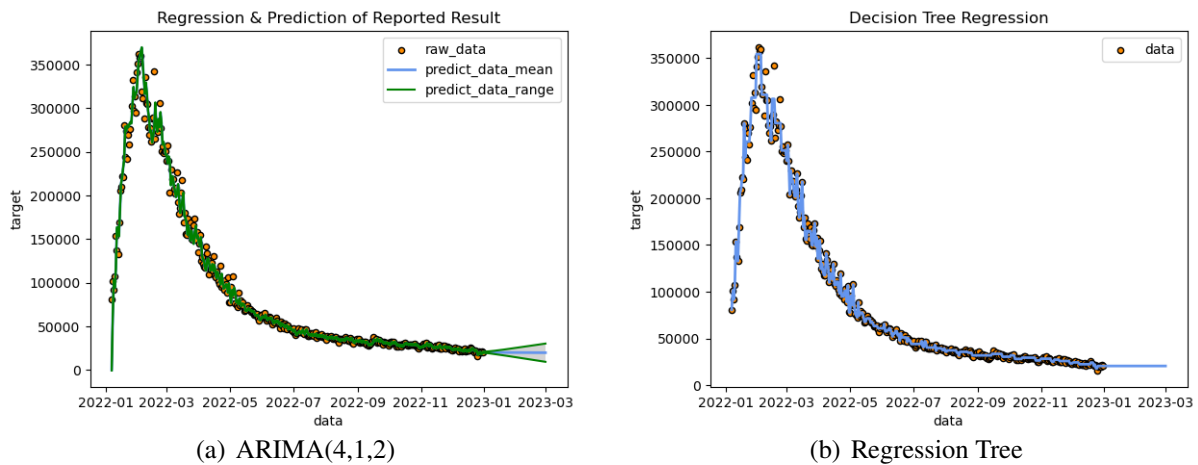 Regression & Prediction of Reported Result
raw_data
predict_data_mean
predict_data_range
target
350000
300000
250000
200000
150000
100000
50000
0
2022-01 2022-03 2022-05 2022-07 2022-09 2022-11 2023-01 2023-03
data
(a) ARIMA(4,1,2)
Decision Tree Regression
data
target
350000
300000
250000
200000
150000
100000
50000
0
2022-01 2022-03 2022-05 2022-07 2022-09 2022-11 2023-01 2023-03
data
(b) Regression Tree